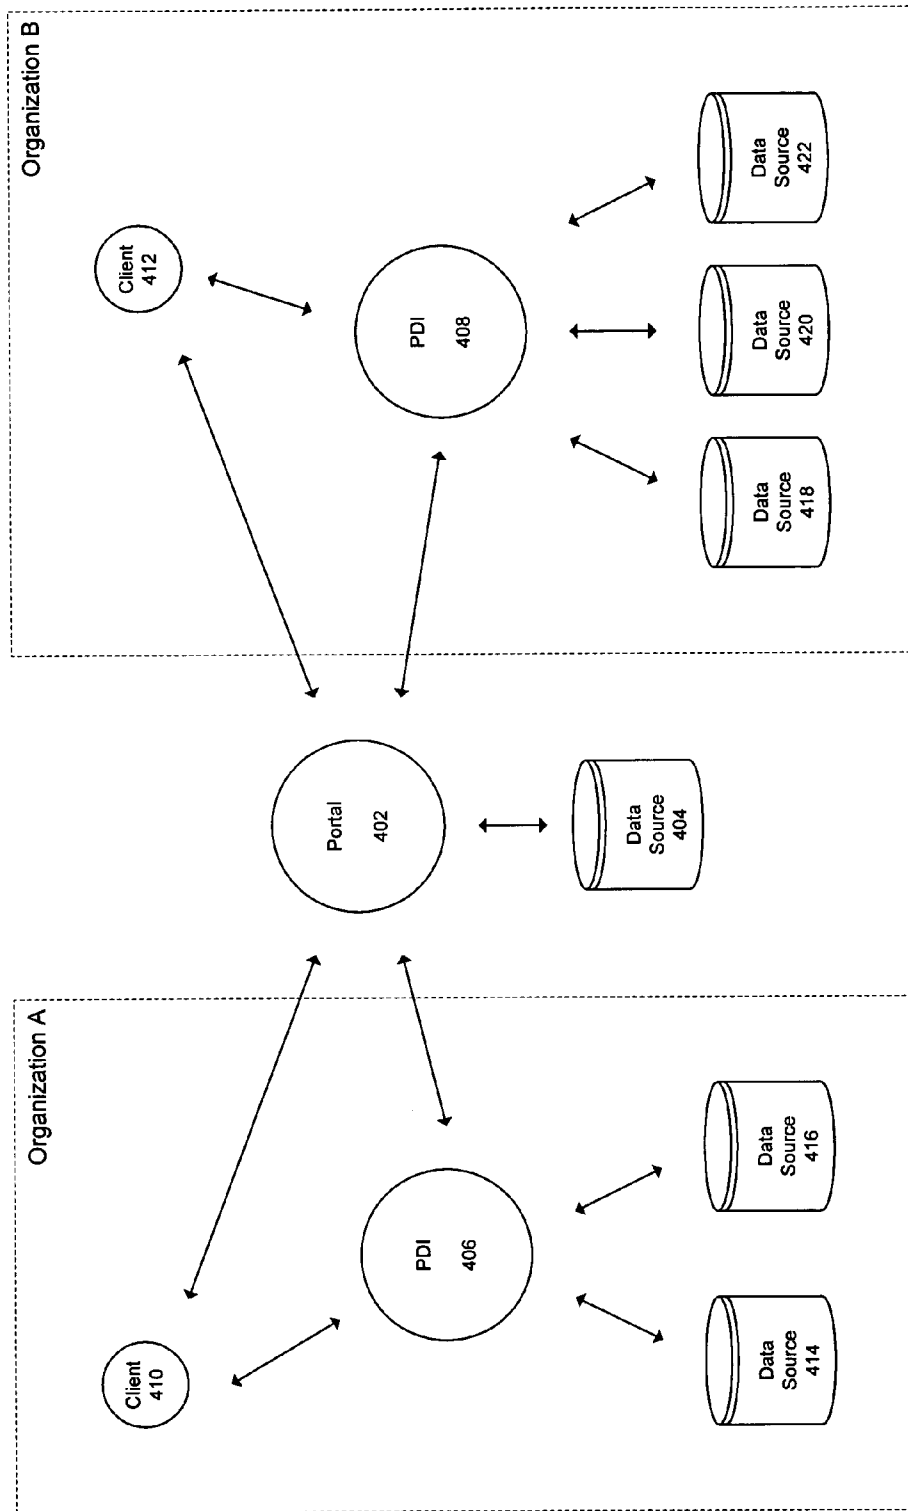 Organization A
Client
410
PDI
406
Data
Source
414
Data
Source
416
Portal
402
Data
Source
404
Organization B
Client
412
PDI
408
Data
Source
418
Data
Source
420
Data
Source
422